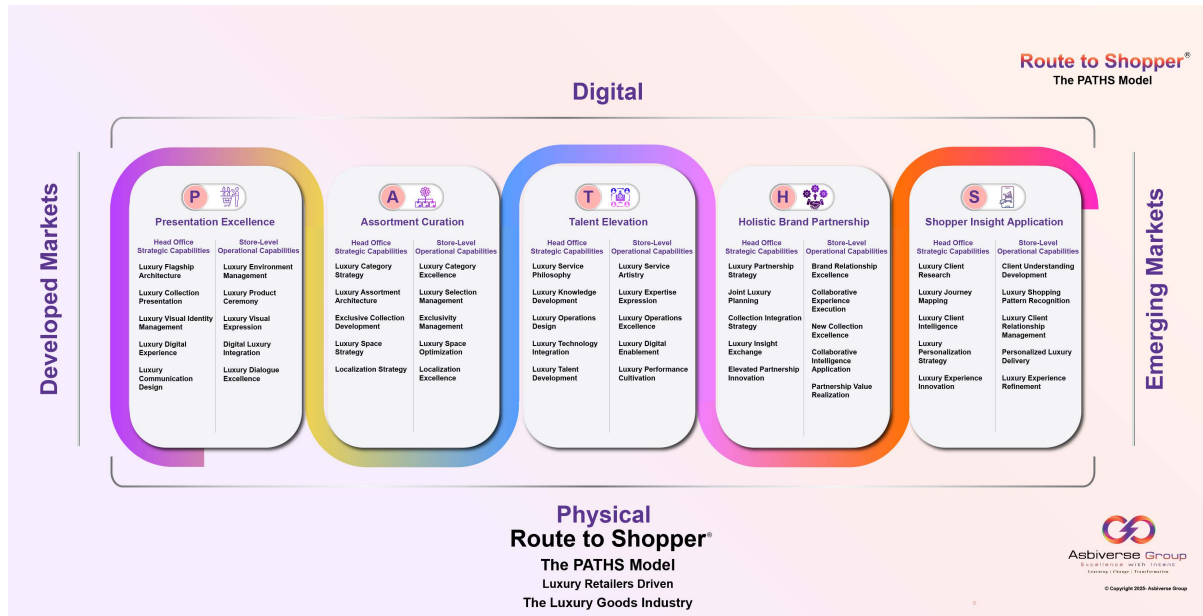 Route to Shopper®
The PATHS Model
Digital
Developed Markets
P
Presentation Excellence
Head Office
Strategic Capabilities
Luxury Flagship
Architecture
Luxury Collection
Presentation
Luxury Visual Identity
Management
Luxury Digital
Experience
Luxury
Communication
Design
Store-Level
Operational Capabilities
Luxury Environment
Management
Luxury Product
Ceremony
Luxury Visual
Expression
Digital Luxury
Integration
Luxury Dialogue
Excellence
A
Assortment Curation
Head Office
Strategic Capabilities
Luxury Category
Strategy
Luxury Assortment
Architecture
Exclusive Collection
Development
Luxury Space
Strategy
Localization Strategy
Store-Level
Operational Capabilities
Luxury Category
Excellence
Luxury Selection
Management
Exclusivity
Management
Luxury Space
Optimization
Localization
Excellence
T
Talent Elevation
Head Office
Strategic Capabilities
Luxury Service
Philosophy
Luxury Knowledge
Development
Luxury Operations
Design
Luxury Technology
Integration
Luxury Talent
Development
Store-Level
Operational Capabilities
Luxury Service
Artistry
Luxury Expertise
Expression
Luxury Operations
Excellence
Luxury Digital
Enablement
Luxury Performance
Cultivation
H
Holistic Brand Partnership
Head Office
Strategic Capabilities
Luxury Partnership
Strategy
Joint Luxury
Planning
Collection Integration
Strategy
Luxury Insight
Exchange
Elevated Partnership
Innovation
Store-Level
Operational Capabilities
Brand Relationship
Excellence
Collaborative
Experience
Execution
New Collection
Excellence
Collaborative
Intelligence
Application
Partnership Value
Realization
S
Shopper Insight Application
Head Office
Strategic Capabilities
Luxury Client
Research
Luxury Journey
Mapping
Luxury Client
Intelligence
Luxury
Personalization
Strategy
Luxury Experience
Innovation
Store-Level
Operational Capabilities
Client Understanding
Development
Luxury Shopping
Pattern Recognition
Luxury Client
Relationship
Management
Personalized Luxury
Delivery
Luxury Experience
Refinement
Emerging Markets
Physical
Route to Shopper®
The PATHS Model
Luxury Retailers Driven
The Luxury Goods Industry
Asbiverse Group
Excellence with Intent
Learning | Change | Transformation
© Copyright 2025- Asbiverse Group